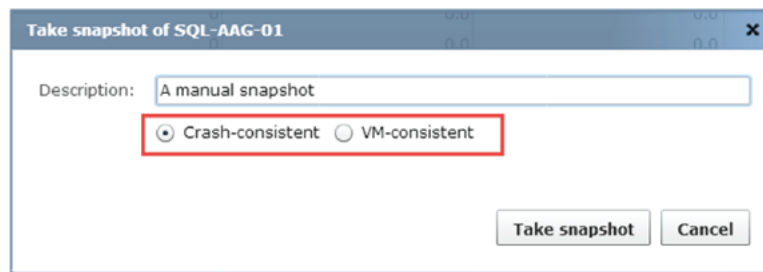 Take snapshot of SQL-AAG-01
Description: A manual snapshot
Crash-consistent VM-consistent
Take snapshot Cancel